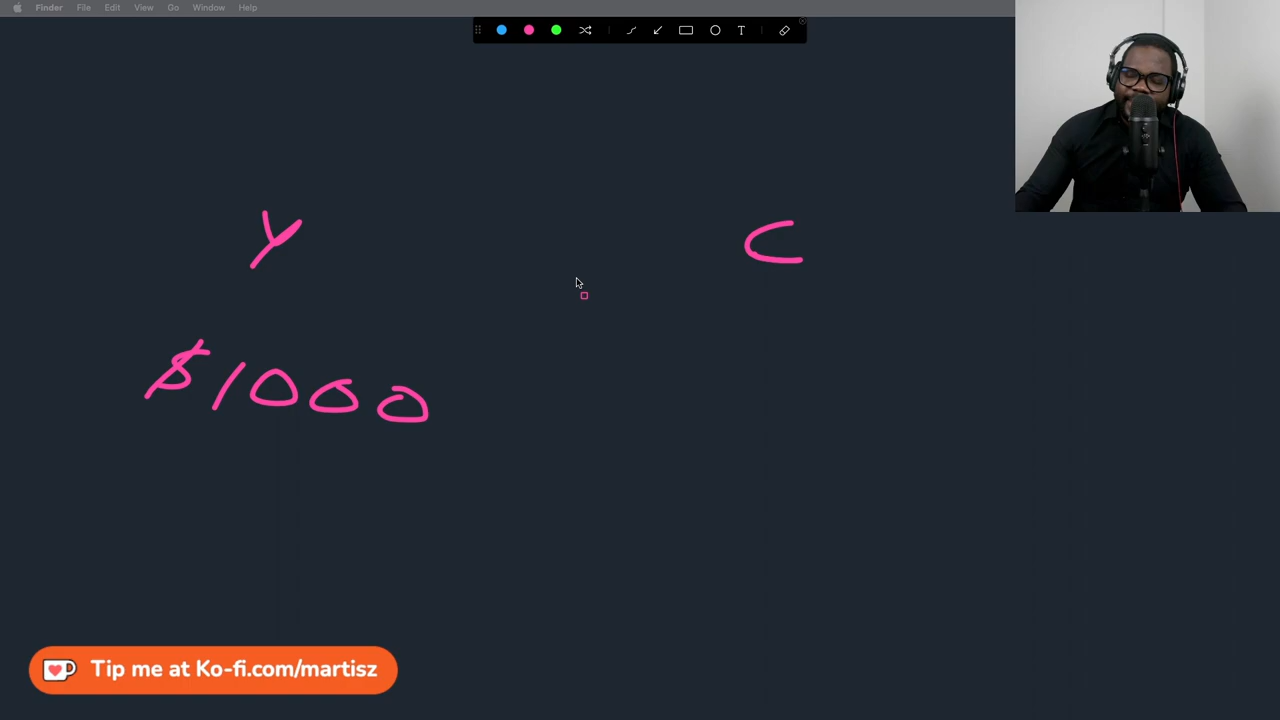 Finder File Edit View Go Window Help
T
Y C
$1000
Tip me at Ko-fi.com/martisz